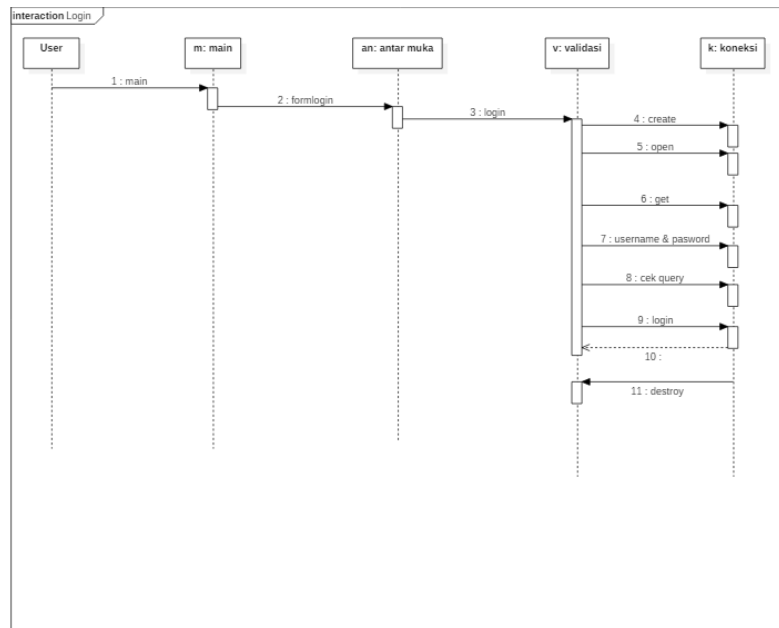 interaction Login
User
m: main
an: antar muka
v: validasi
k: koneksi
1 : main
2 : formlogin
3 : login
4 : create
5 : open
6 : get
7 : username & pasword
8 : cek query
9 : login
10 :
11 : destroy